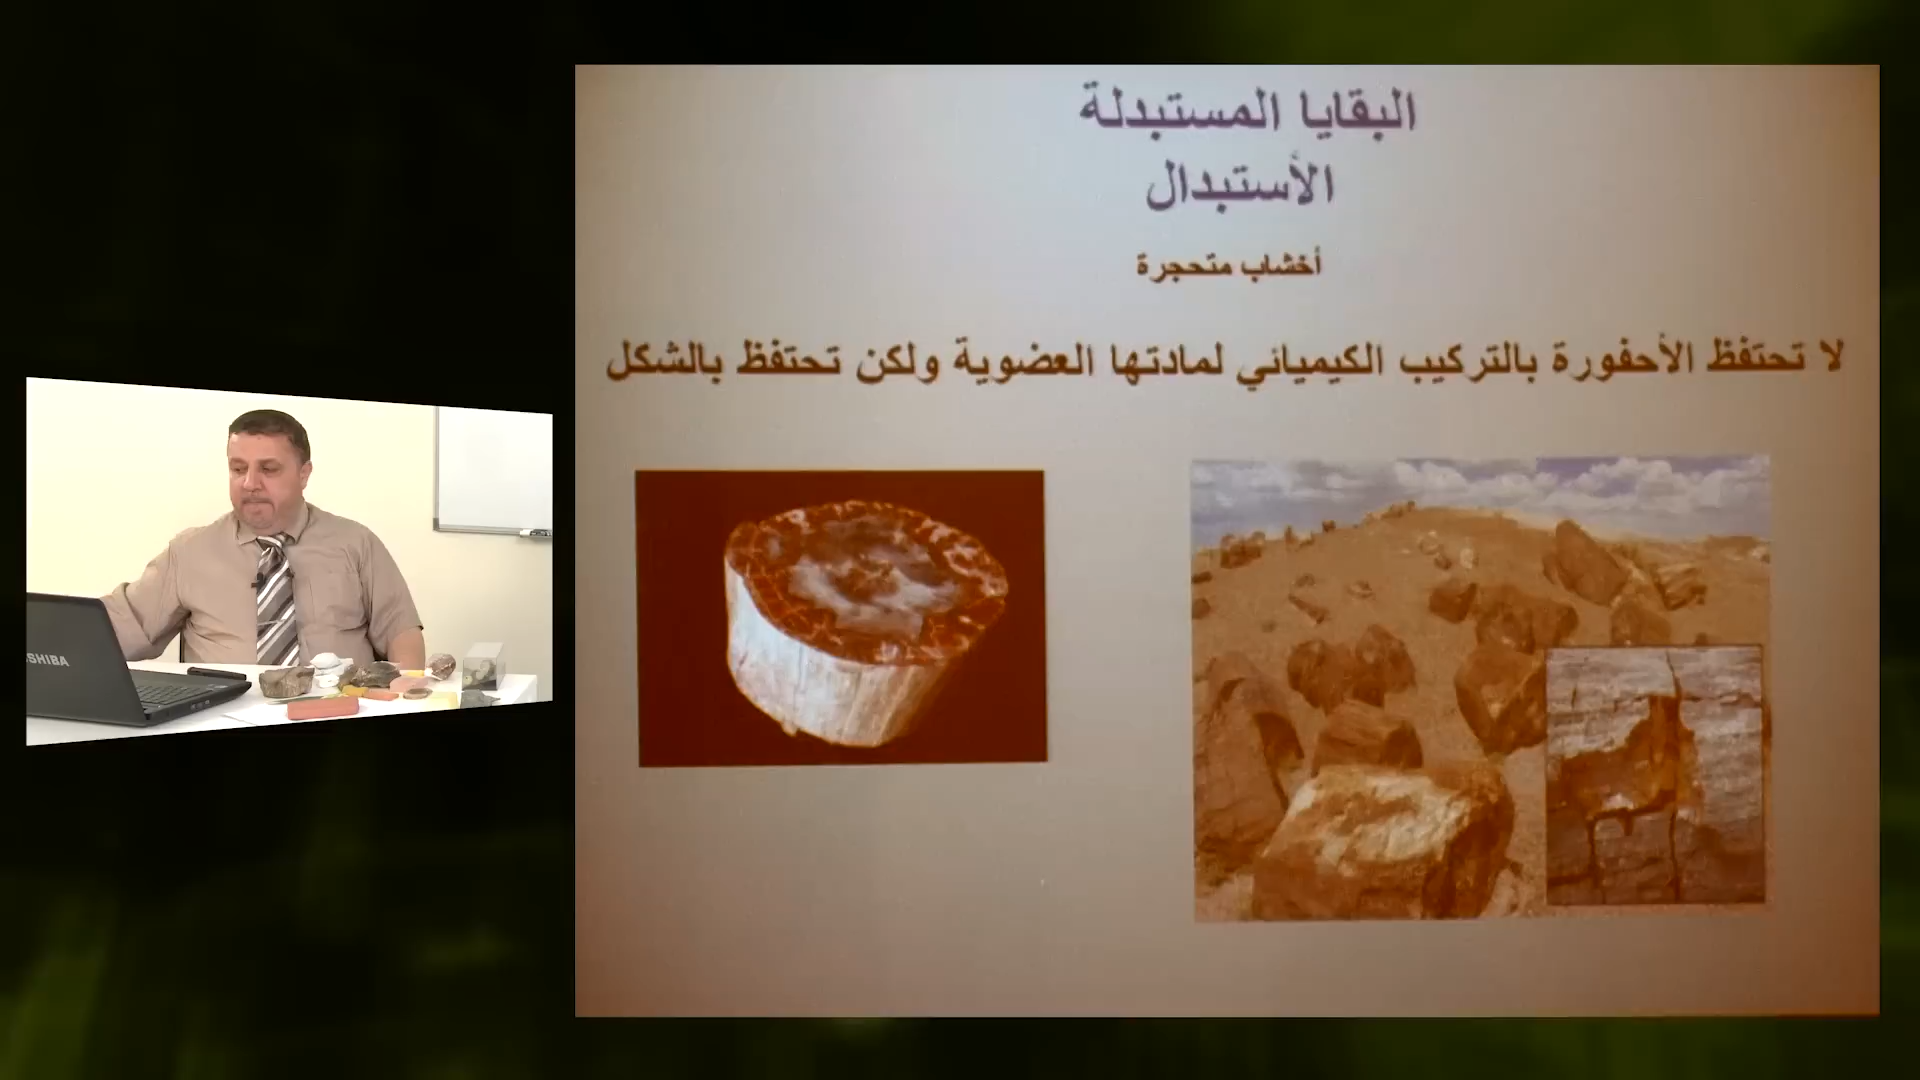 البقايا المستبدلة
الأستبدال
أخشاب متحجرة
لا تحتفظ الأحفورة بالتركيب الكيميائي لمادتها العضوية ولكن تحتفظ بالشكل
SHIBA